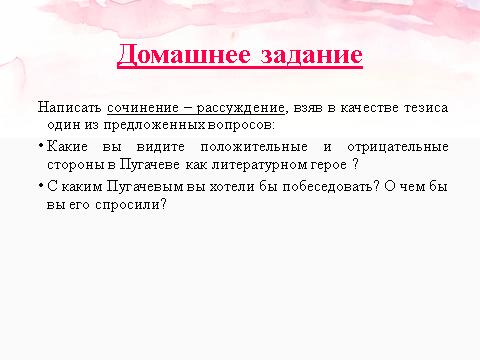 Домашнее задание
Написать сочинение – рассуждение, взяв в качестве тезиса
один из предложенных вопросов:
• Какие вы видите положительные и отрицательные
стороны в Пугачеве как литературном герое ?
• С каким Пугачевым вы хотели бы побеседовать? О чем бы
вы его спросили?